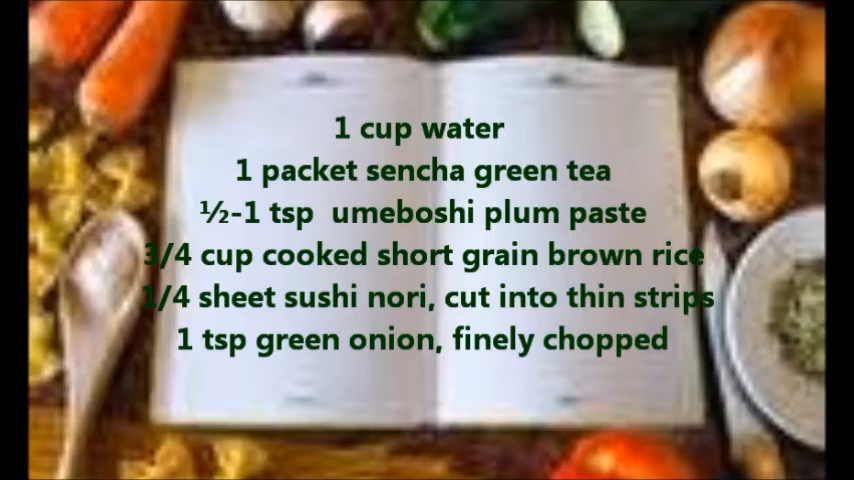 1 cup water
1 packet sencha green tea
½-1 tsp umeboshi plum paste
3/4 cup cooked short grain brown rice
1/4 sheet sushi nori, cut into thin strips
1 tsp green onion, finely chopped